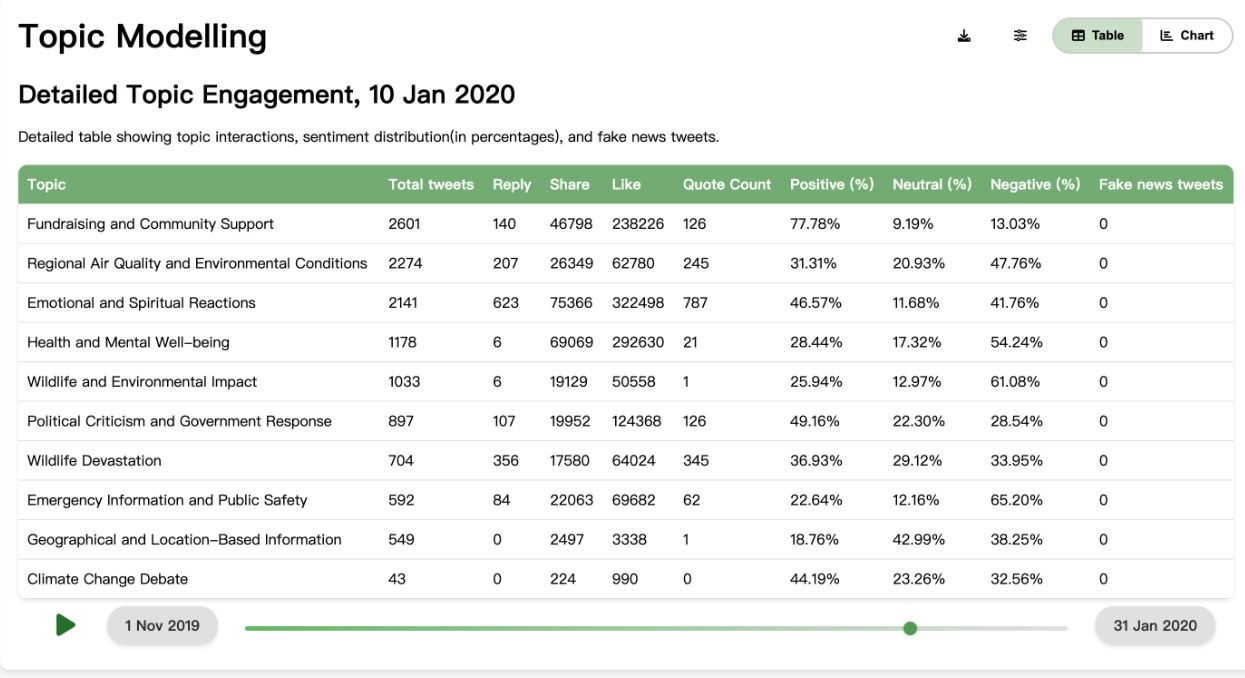 Topic Modelling
Table
Chart
Detailed Topic Engagement, 10 Jan 2020
Detailed table showing topic interactions, sentiment distribution(in percentages), and fake news tweets.
Topic Total tweets Reply Share Like Quote Count Positive (%) Neutral (%) Negative (%) Fake news tweets
Fundraising and Community Support 2601 140 46798 238226 126 77.78% 9.19% 13.03% 0
Regional Air Quality and Environmental Conditions 2274 207 26349 62780 245 31.31% 20.93% 47.76% 0
Emotional and Spiritual Reactions 2141 623 75366 322498 787 46.57% 11.68% 41.76% 0
Health and Mental Well-being 1178 6 69069 292630 21 28.44% 17.32% 54.24% 0
Wildlife and Environmental Impact 1033 6 19129 50558 1 25.94% 12.97% 61.08% 0
Political Criticism and Government Response 897 107 19952 124368 126 49.16% 22.30% 28.54% 0
Wildlife Devastation 704 356 17580 64024 345 36.93% 29.12% 33.95% 0
Emergency Information and Public Safety 592 84 22063 69682 62 22.64% 12.16% 65.20% 0
Geographical and Location-Based Information 549 0 2497 3338 1 18.76% 42.99% 38.25% 0
Climate Change Debate 43 0 224 990 0 44.19% 23.26% 32.56% 0
1 Nov 2019
31 Jan 2020